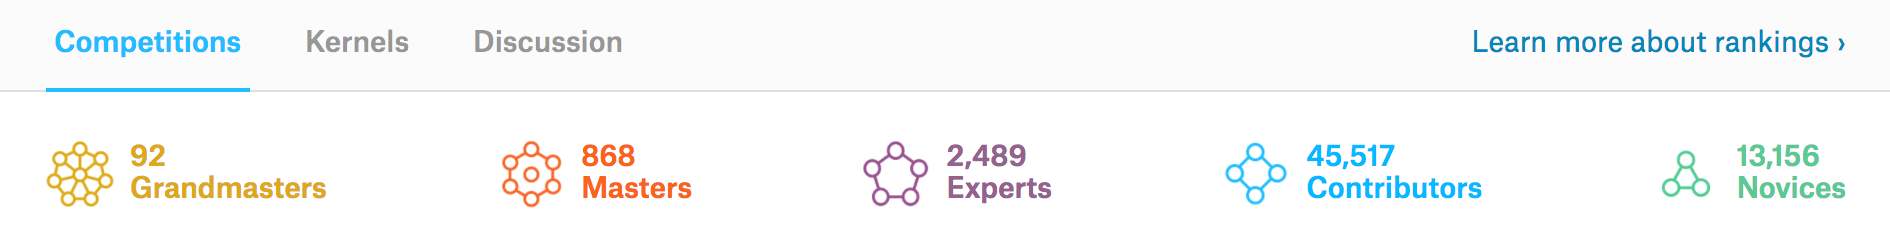 Competitions Kernels Discussion Learn more about rankings ›
92 868 2,489 45,517 13,156
Grandmasters Masters Experts Contributors Novices